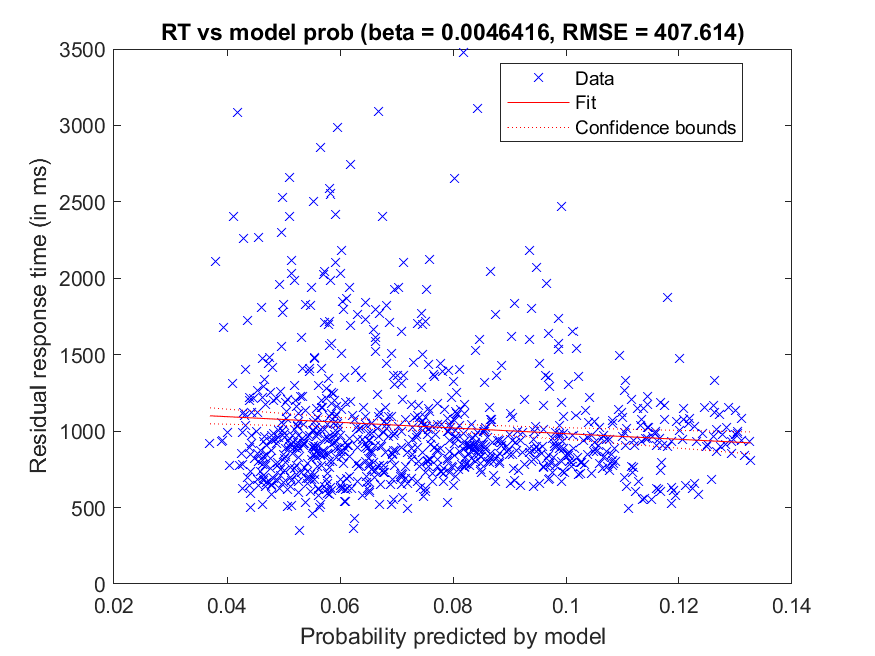 RT vs model prob (beta = 0.0046416, RMSE = 407.614)
3500
3000
2500
2000
1500
1000
500
0
Residual response time (in ms)
Data
Fit
Confidence bounds
0.02
0.04
0.06
0.08
0.1
0.12
0.14
Probability predicted by model